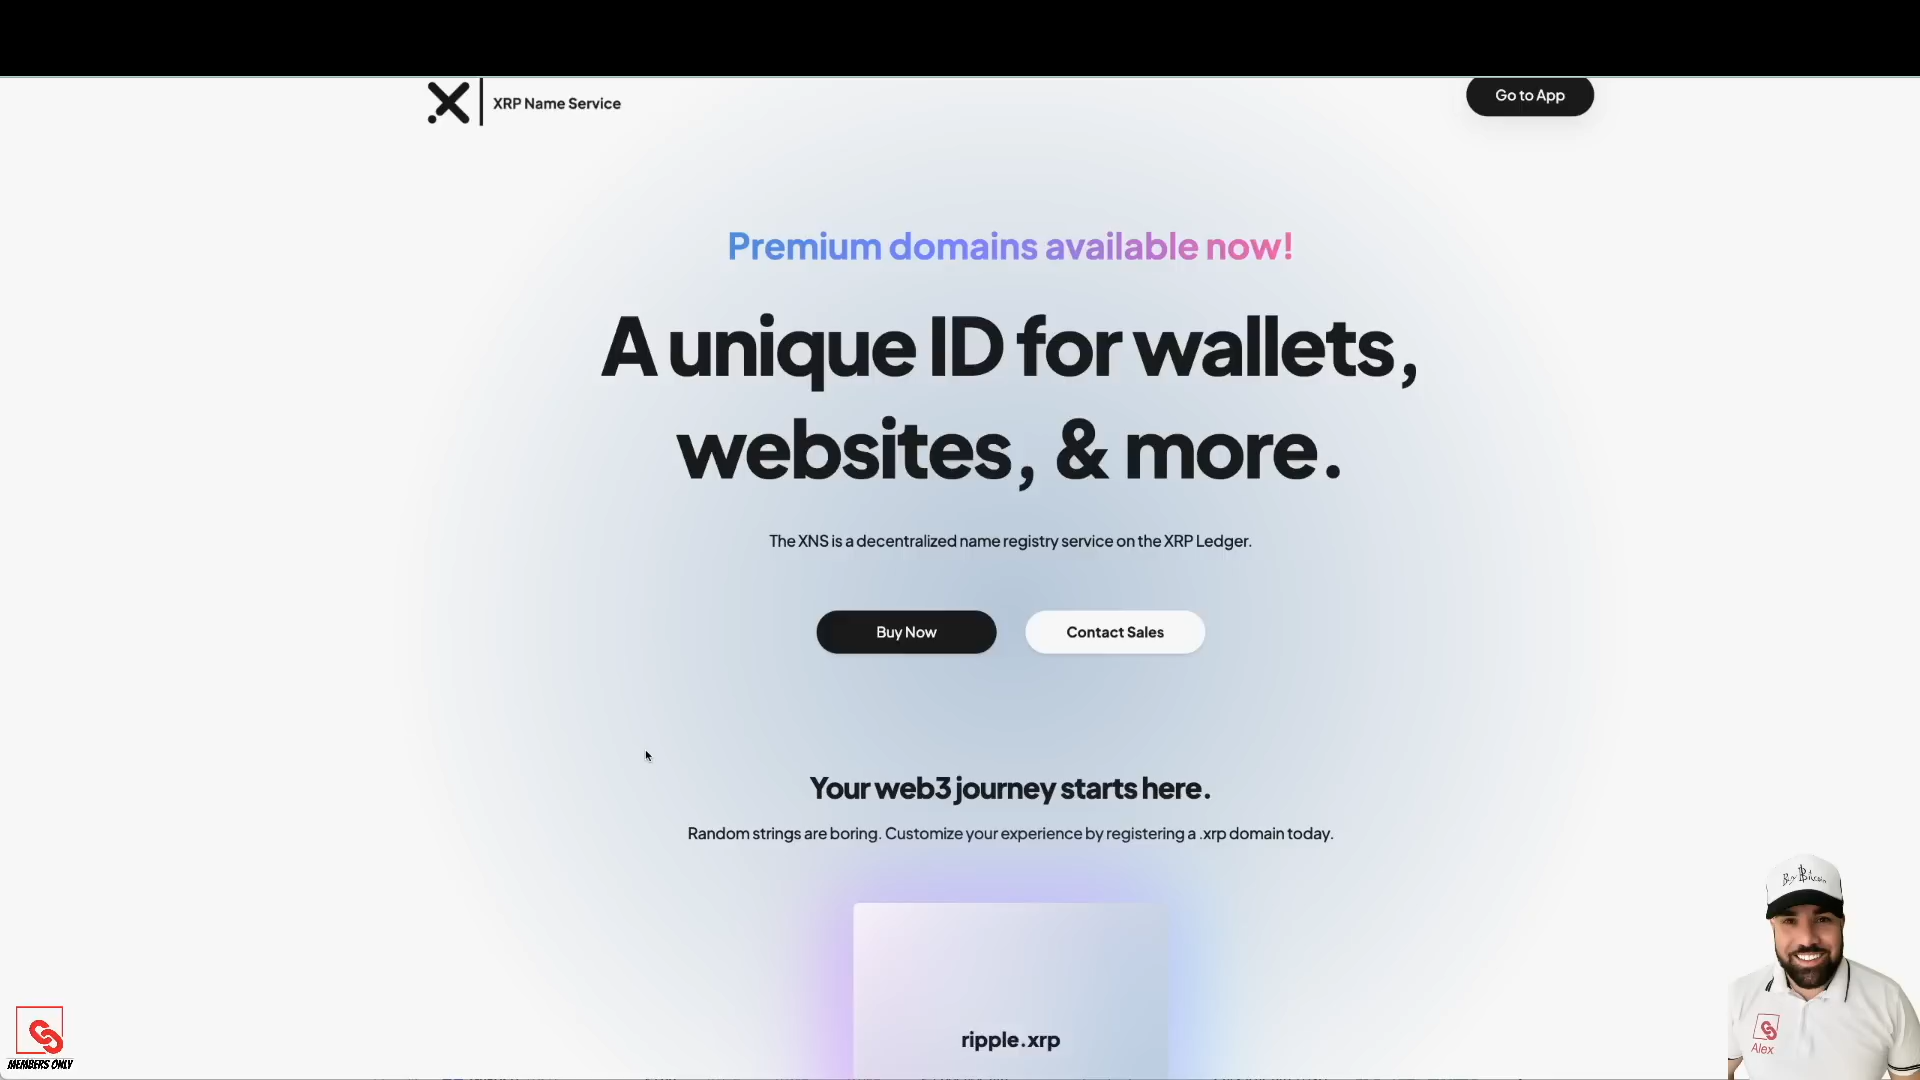 XRP Name Service
Go to App
Premium domains available now!
A unique ID for wallets,
websites, & more.
The XNS is a decentralized name registry service on the XRP Ledger.
Buy Now
Contact Sales
Your web3 journey starts here.
Random strings are boring. Customize your experience by registering a .xrp domain today.
ripple.xrp
Alex
MEMBERS ONLY